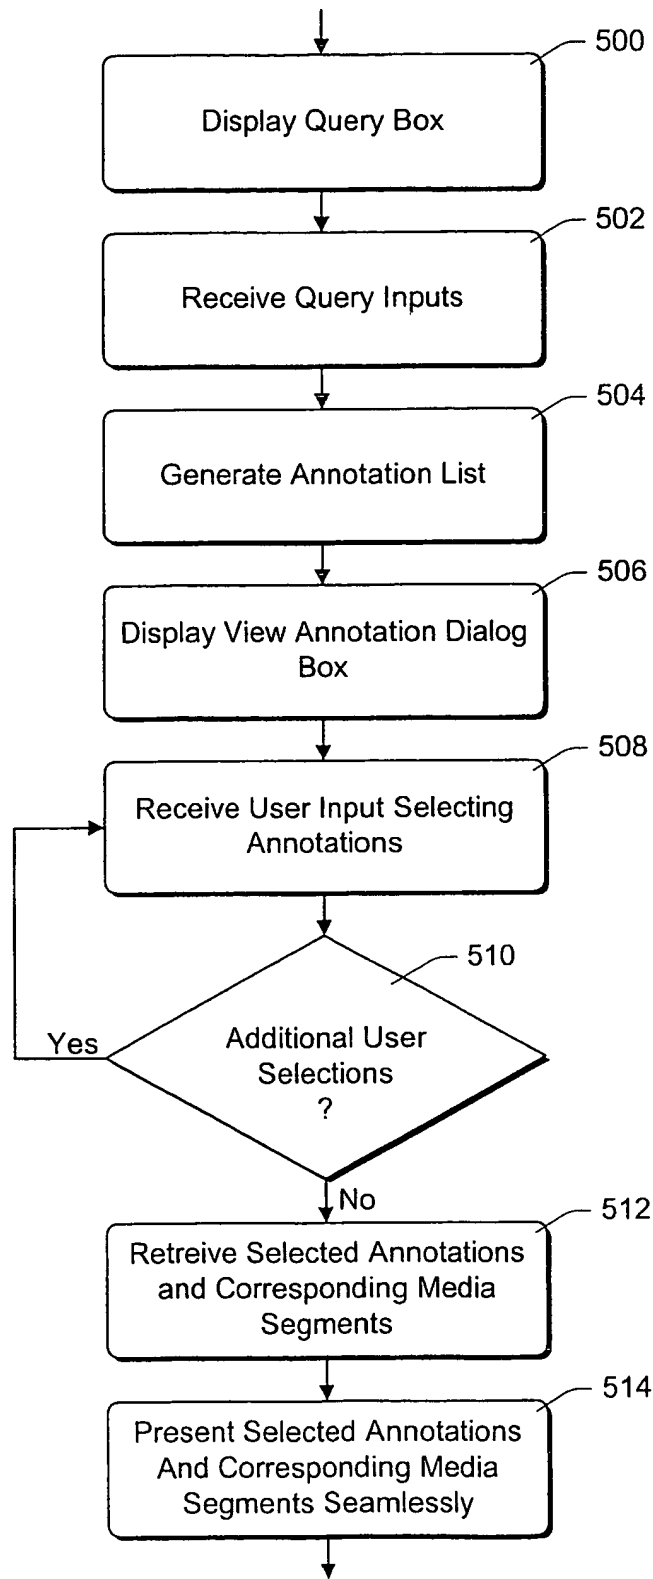 500
Display Query Box
502
Receive Query Inputs
504
Generate Annotation List
506
Display View Annotation Dialog
Box
508
Receive User Input Selecting
Annotations
510
Yes
Additional User
Selections
?
No
512
Retreive Selected Annotations
and Corresponding Media
Segments
514
Present Selected Annotations
And Corresponding Media
Segments Seamlessly